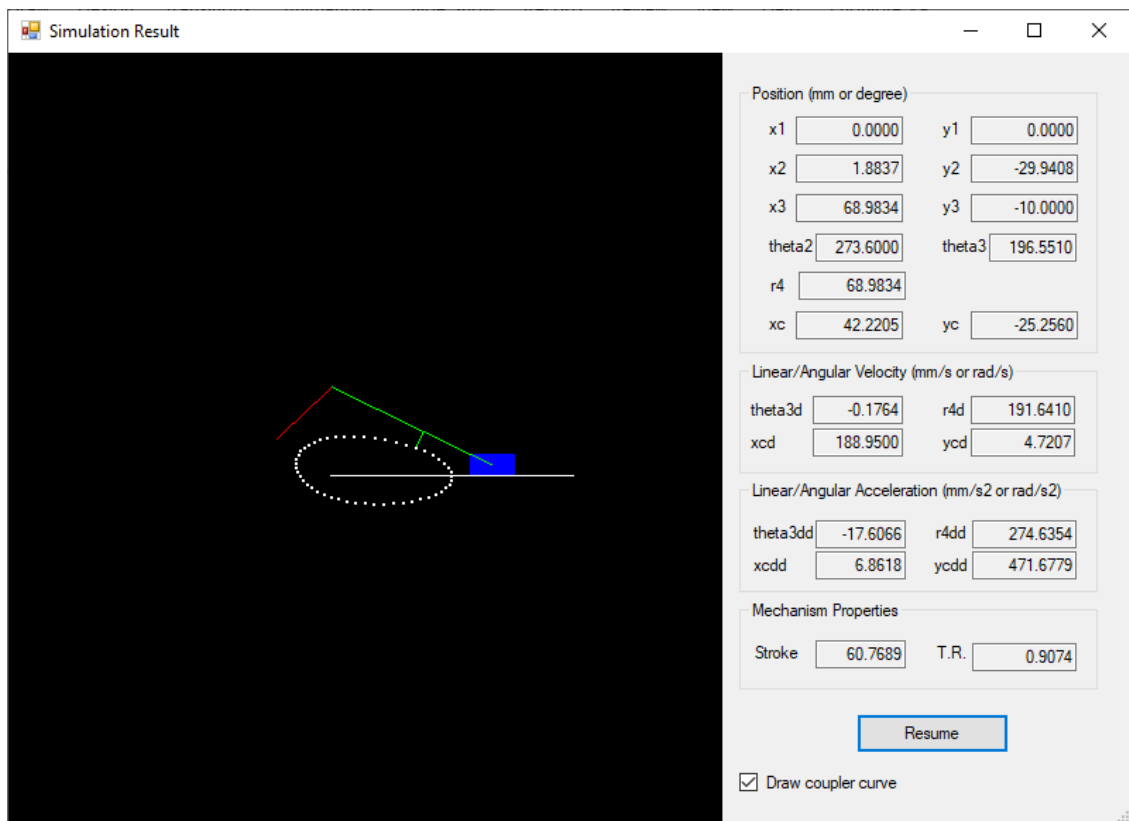 Simulation Result
Position (mm or degree)
x1 0.0000 y1 0.0000
x2 1.8837 y2 -29.9408
x3 68.9834 y3 -10.0000
theta2 273.6000 theta3 196.5510
r4 68.9834
xc 42.2205 yc -25.2560
Linear/Angular Velocity (mm/s or rad/s)
theta3d -0.1764 r4d 191.6410
xcd 188.9500 ycd 4.7207
Linear/Angular Acceleration (mm/s2 or rad/s2)
theta3dd -17.6066 r4dd 274.6354
xcdd 6.8618 ycdd 471.6779
Mechanism Properties
Stroke 60.7689 T.R. 0.9074
Resume
Draw coupler curve